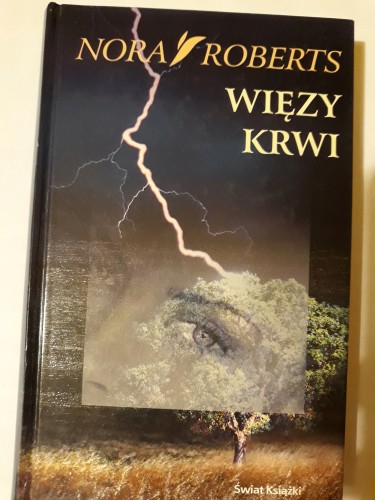 NORA ROBERTS
WIĘZY
KRWI
Świat Książki